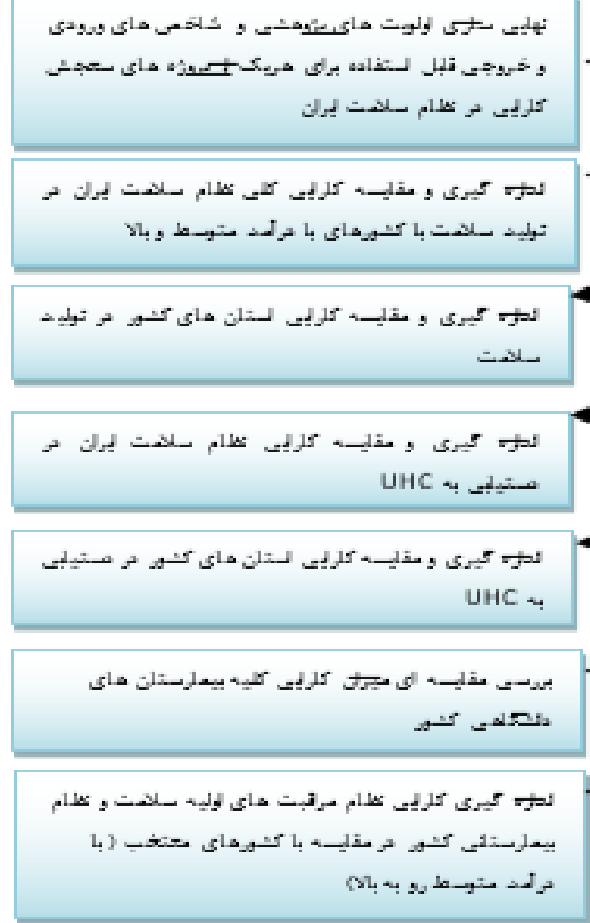 نهایی سازی اولویت های پژوهشی و شاخص های ورودی
و خروجی قابل استفاده برای هریک از پروژه های سنجش
کارایی در نظام سلامت ایران
اندازه گیری و مقایسه کارایی کلی نظام سلامت ایران در
تولید سلامت با کشورهای با درآمد متوسط و بالا
اندازه گیری و مقایسه کارایی استان های کشور در تولید
سلامت
اندازه گیری و مقایسه کارایی نظام سلامت ایران در
دستیابی به UHC
اندازه گیری و مقایسه کارایی استان های کشور در دستیابی
به UHC
بررسی مقایسه ای میزان کارایی کلیه بیمارستان های
دانشگاهی کشور
اندازه گیری کارایی نظام مراقبت های اولیه سلامت و نظام
بیمارستانی کشور در مقایسه با کشورهای منتخب (با
درآمد متوسط رو به بالا)